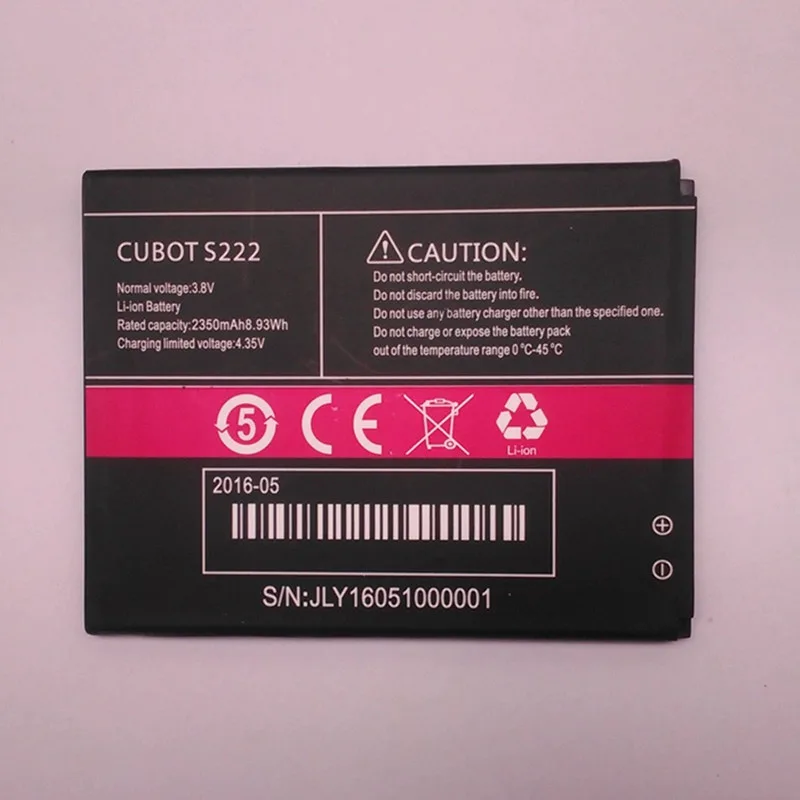 CUBOT S222
Normal voltage:3.8V
Li-ion Battery
Rated capacity:2350mAh8.93Wh
Charging limited voltage:4.35V
CAUTION:
Do not short-circuit the battery.
Do not discard the battery into fire.
Do not use any battery charger other than the specified one.
Do not charge or expose the battery pack
out of the temperature range 0 °C-45 °C
5
CE
Li-ion
2016-05
S/N:JLY16051000001